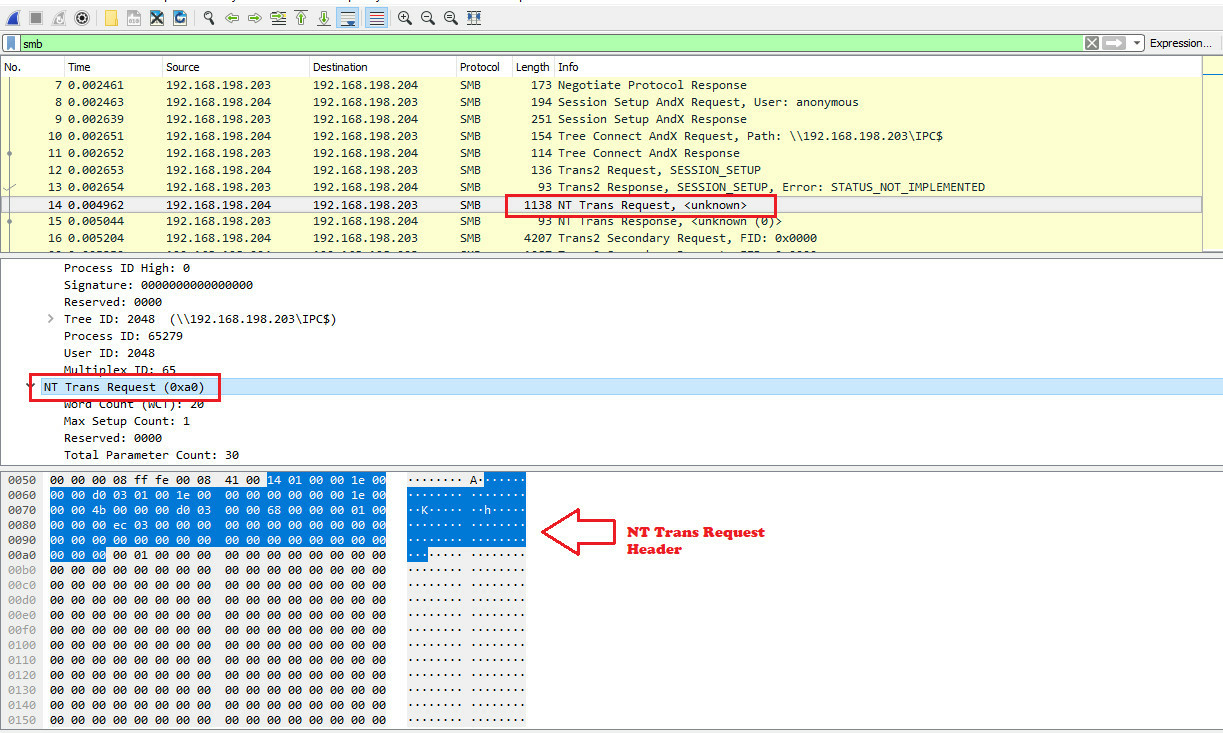 smb
Expression...
No. Time Source Destination Protocol Length Info
7 0.002461 192.168.198.203 192.168.198.204 SMB 173 Negotiate Protocol Response
8 0.002463 192.168.198.204 192.168.198.203 SMB 194 Session Setup AndX Request, User: anonymous
9 0.002639 192.168.198.203 192.168.198.204 SMB 251 Session Setup AndX Response
10 0.002651 192.168.198.204 192.168.198.203 SMB 154 Tree Connect AndX Request, Path: \\192.168.198.203\IPC$
11 0.002652 192.168.198.203 192.168.198.204 SMB 114 Tree Connect AndX Response
12 0.002653 192.168.198.204 192.168.198.203 SMB 136 Trans2 Request, SESSION_SETUP
13 0.002654 192.168.198.203 192.168.198.204 SMB 93 Trans2 Response, SESSION_SETUP, Error: STATUS_NOT_IMPLEMENTED
14 0.004962 192.168.198.204 192.168.198.203 SMB 1138 NT Trans Request, <unknown>
15 0.005044 192.168.198.203 192.168.198.204 SMB 93 NT Trans Response, <unknown (0)>
16 0.005204 192.168.198.204 192.168.198.203 SMB 4207 Trans2 Secondary Request, FID: 0x0000
Process ID High: 0
Signature: 0000000000000000
Reserved: 0000
Tree ID: 2048 (\\192.168.198.203\IPC$)
Process ID: 65279
User ID: 2048
Multiplex ID: 65
NT Trans Request (0xa0)
Word Count (WCT): 20
Max Setup Count: 1
Reserved: 0000
Total Parameter Count: 30
0050 00 00 00 08 ff fe 00 08 41 00 14 01 00 00 1e 00 ········ A·······
0060 00 00 d0 03 01 00 1e 00 00 00 00 00 00 00 1e 00 ········ ········
0070 00 00 4b 00 00 00 d0 03 00 00 68 00 00 00 01 00 ··K····· ··h·····
0080 00 00 00 ec 03 00 00 00 00 00 00 00 00 00 00 00 ········ ········
0090 00 00 00 00 00 00 00 00 00 00 00 00 00 00 00 00 ········ ········
00a0 00 00 00 00 01 00 00 00 00 00 00 00 00 00 00 00 ········ ········
00b0 00 00 00 00 00 00 00 00 00 00 00 00 00 00 00 00 ········ ········
00c0 00 00 00 00 00 00 00 00 00 00 00 00 00 00 00 00 ········ ········
00d0 00 00 00 00 00 00 00 00 00 00 00 00 00 00 00 00 ········ ········
00e0 00 00 00 00 00 00 00 00 00 00 00 00 00 00 00 00 ········ ········
00f0 00 00 00 00 00 00 00 00 00 00 00 00 00 00 00 00 ········ ········
0100 00 00 00 00 00 00 00 00 00 00 00 00 00 00 00 00 ········ ········
0110 00 00 00 00 00 00 00 00 00 00 00 00 00 00 00 00 ········ ········
0120 00 00 00 00 00 00 00 00 00 00 00 00 00 00 00 00 ········ ········
0130 00 00 00 00 00 00 00 00 00 00 00 00 00 00 00 00 ········ ········
0140 00 00 00 00 00 00 00 00 00 00 00 00 00 00 00 00 ········ ········
0150 00 00 00 00 00 00 00 00 00 00 00 00 00 00 00 00 ········ ········
NT Trans Request
Header